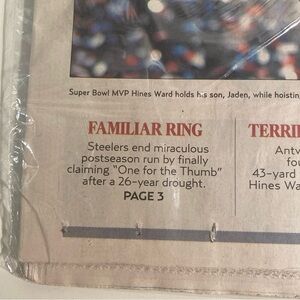 Super Bowl MVP Hines Ward holds his son, Jaden, while hoistin
FAMILIAR RING
Steelers end miraculous
postseason run by finally
claiming "One for the Thumb"
after a 26-year drought.
PAGE 3
TERRI
Antw
fou
43-yard
Hines Wa